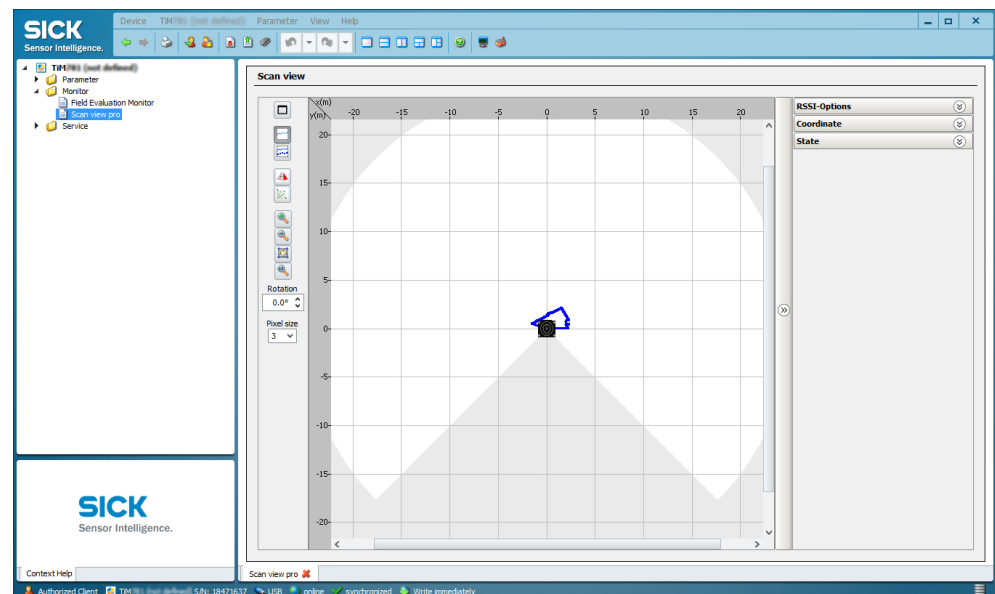 SICK
Sensor Intelligence.
Device TiM Parameter View Help
TiM
Parameter
Monitor
Field Evaluation Monitor
Scan view pro
Service
Scan view
x(m)
y(m)
-20 -15 -10 -5 0 5 10 15 20
20
15
10
5
0
-5
-10
-15
-20
Rotation
0.0°
Pixel size
3
RSSI-Options
Coordinate
State
SICK
Sensor Intelligence.
Context Help
Scan view pro
Authorized Client TiM S/N: 18471637 USB online synchronized Write immediately